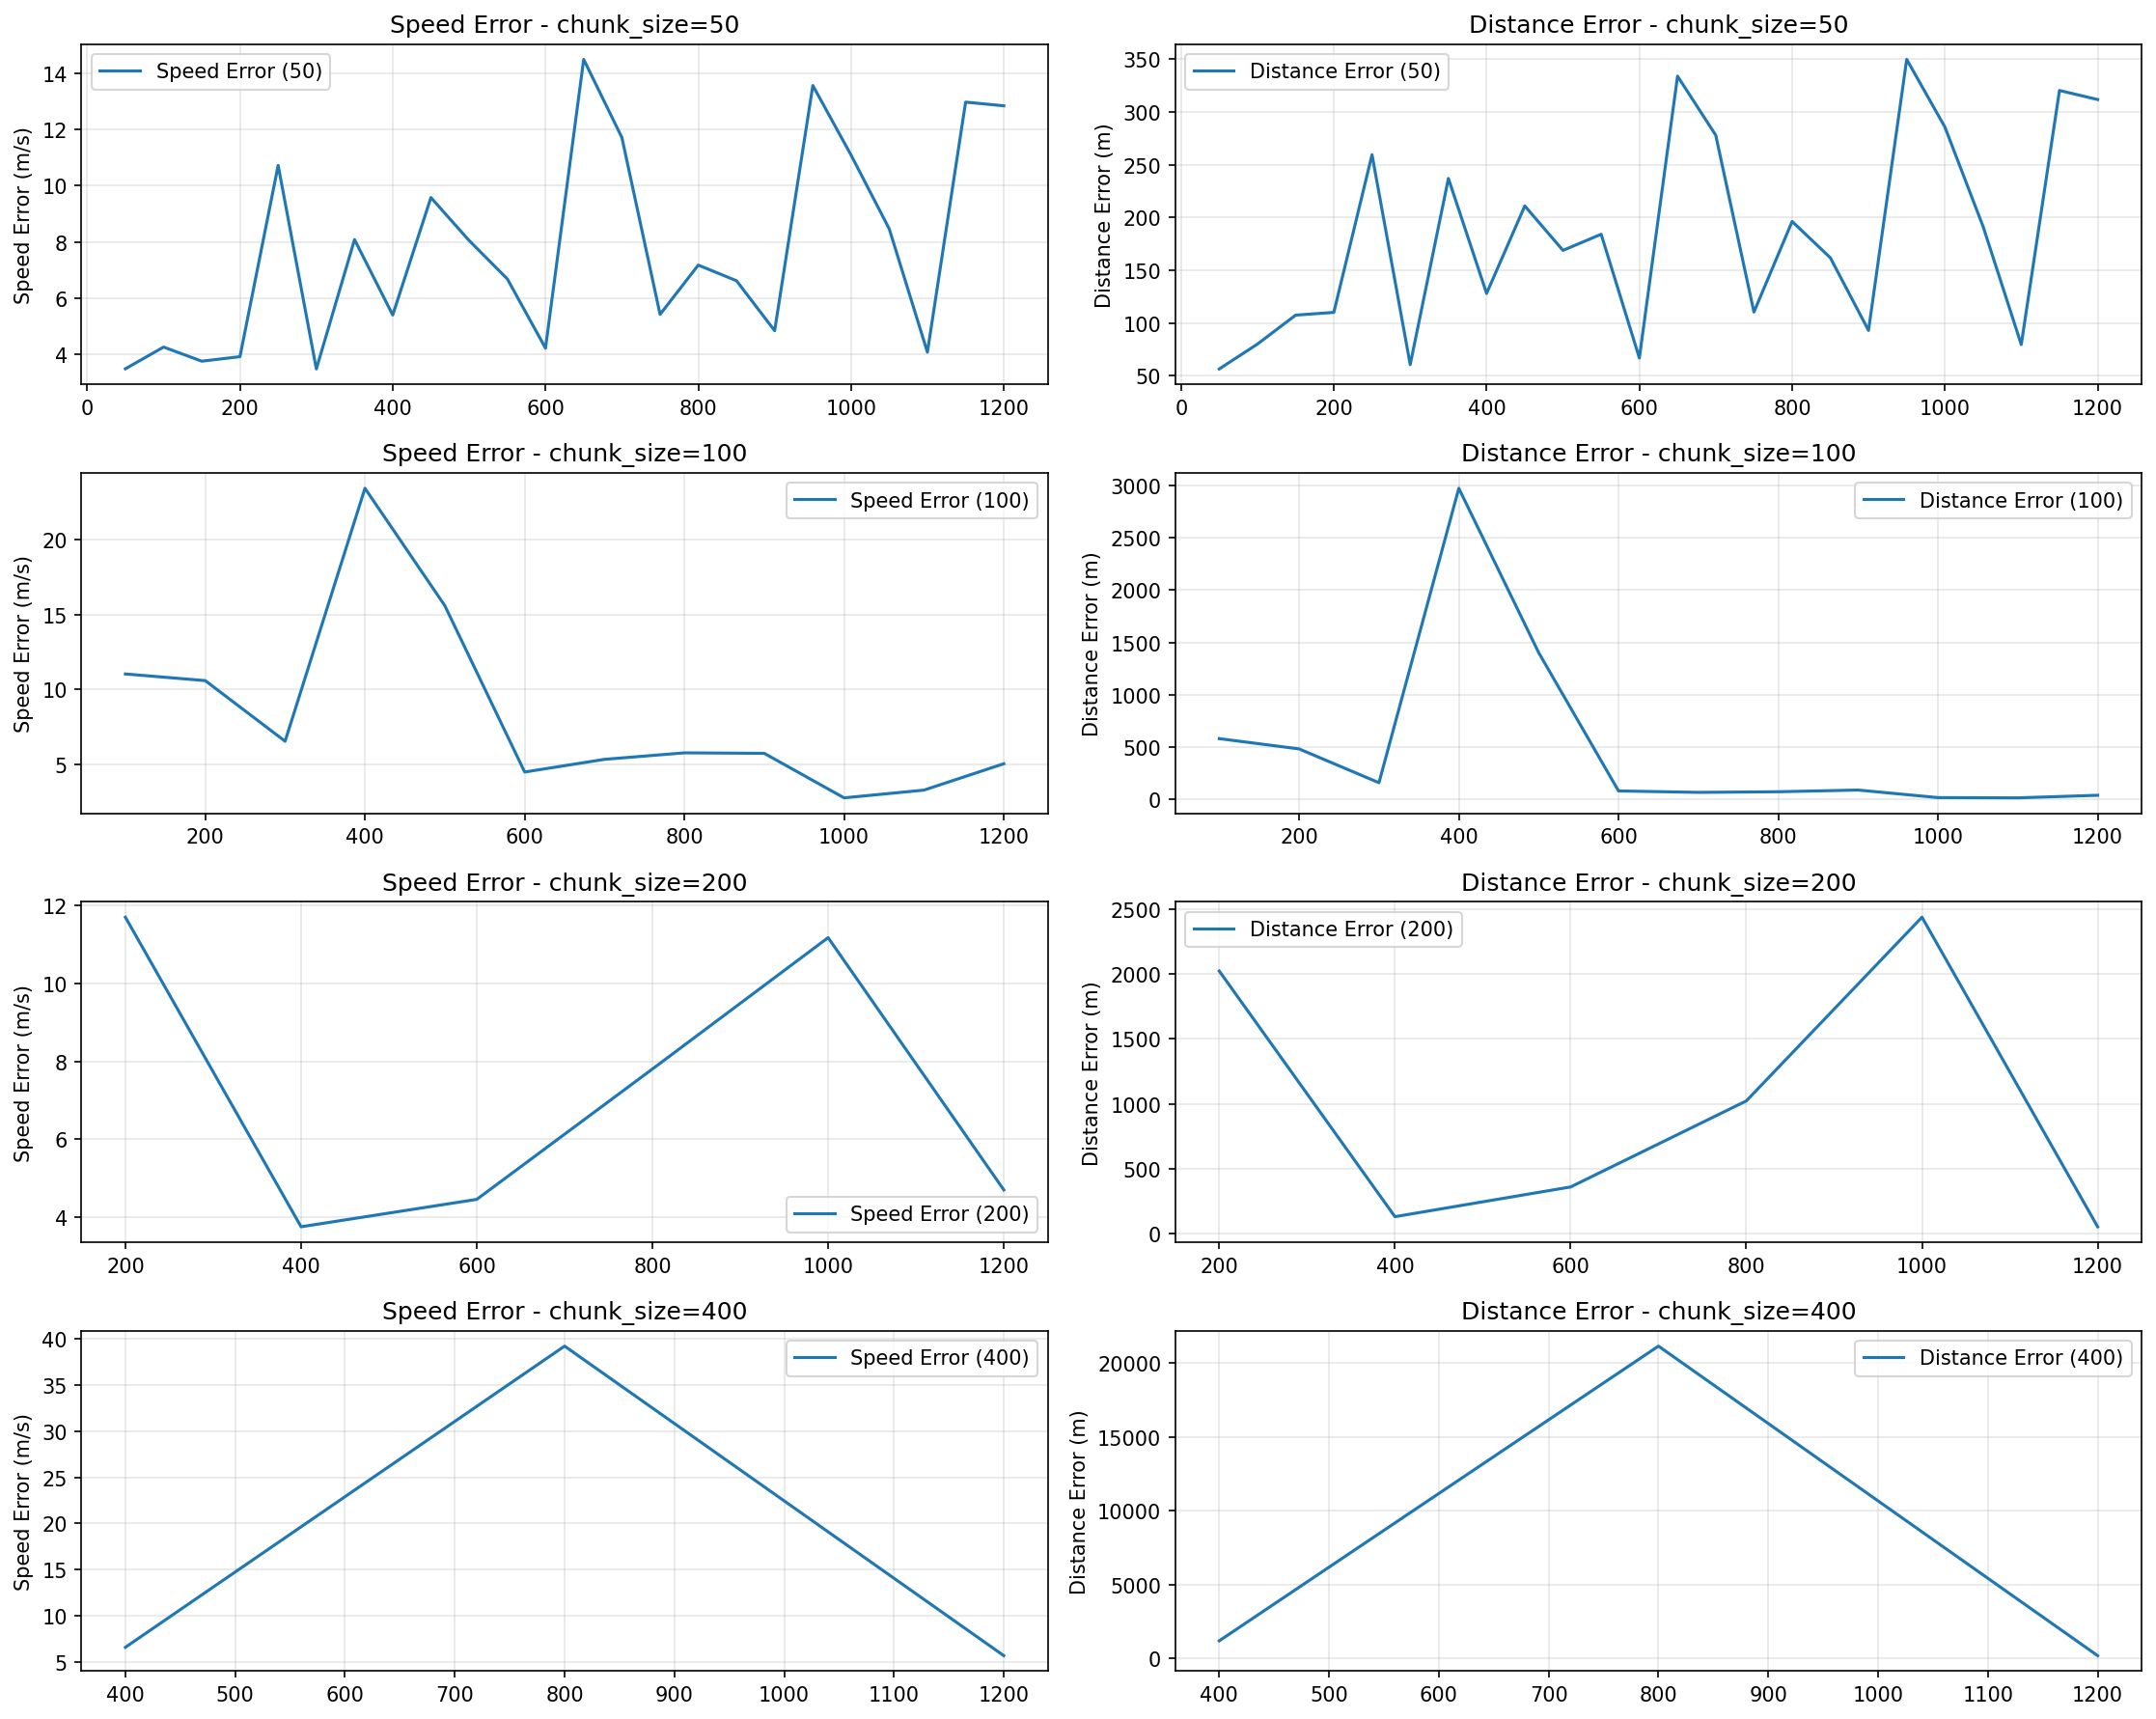 Speed Error - chunk_size=50
Speed Error (m/s)
14
12
10
8
6
4
Speed Error (50)
0 200 400 600 800 1000 1200
Distance Error - chunk_size=50
Distance Error (m)
350
300
250
200
150
100
50
Distance Error (50)
0 200 400 600 800 1000 1200
Speed Error - chunk_size=100
Speed Error (m/s)
20
15
10
5
Speed Error (100)
200 400 600 800 1000 1200
Distance Error - chunk_size=100
Distance Error (m)
3000
2500
2000
1500
1000
500
0
Distance Error (100)
200 400 600 800 1000 1200
Speed Error - chunk_size=200
Speed Error (m/s)
12
10
8
6
4
Speed Error (200)
200 400 600 800 1000 1200
Distance Error - chunk_size=200
Distance Error (m)
2500
2000
1500
1000
500
0
Distance Error (200)
200 400 600 800 1000 1200
Speed Error - chunk_size=400
Speed Error (m/s)
40
35
30
25
20
15
10
5
Speed Error (400)
400 500 600 700 800 900 1000 1100 1200
Distance Error - chunk_size=400
Distance Error (m)
20000
15000
10000
5000
0
Distance Error (400)
400 500 600 700 800 900 1000 1100 1200